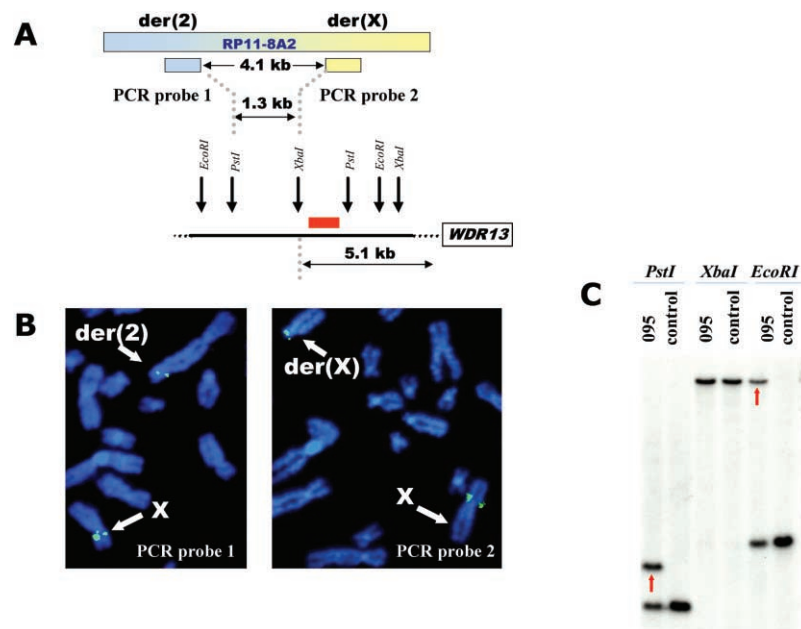 A
der(2) der(X)
RP11-8A2
4.1 kb
PCR probe 1 PCR probe 2
1.3 kb
EcoRI PstI XbaI PstI EcoRI XbaI
WDR13
5.1 kb
B
der(2)
X
PCR probe 1
der(X)
X
PCR probe 2
C
PstI XbaI EcoRI
095 control 095 control 095 control